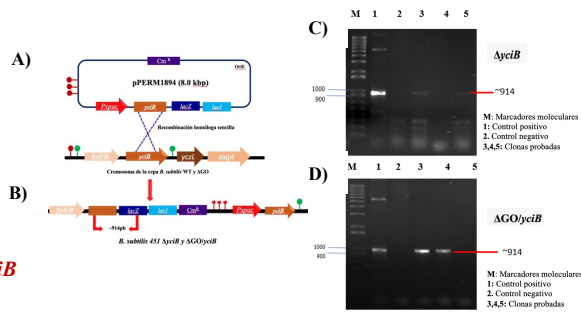 A)
Cm R
pPERM1894 (8.0 kbp)
Pspac
yciB
lacZ
lacI
Recombinación homóloga sencilla
folEB
yciB
yczL
zagA
Cromosoma de la cepa B. subtilis WT y ΔGO
B)
folEB
lacZ
lacI
CmR
Pspac
yciB
~914pb
B. subtilis 451 ΔyciB y ΔGO/yciB
iB
C)
M 1 2 3 4 5
1000
900
ΔyciB
~914
M: Marcadores moleculares
1: Control positivo
2. Control negativo
3,4,5: Clonas probadas
D)
M 1 2 3 4 5
1000
900
ΔGO/yciB
~914
M: Marcadores moleculares
1: Control positivo
2. Control negativo
3,4,5: Clonas probadas